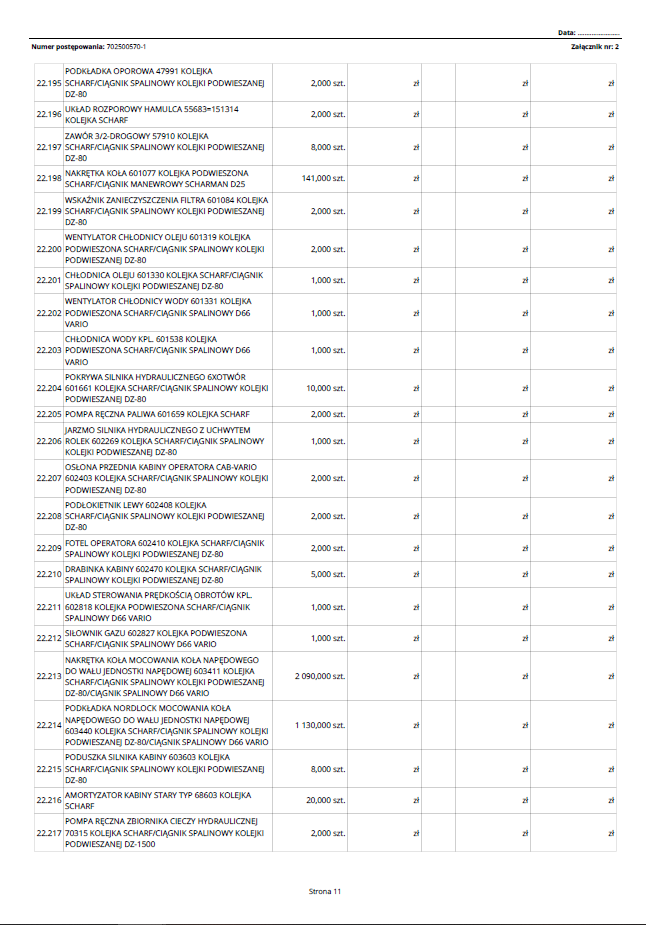 Data: ......................
Numer postępowania: 702500570-1
Załącznik nr: 2
PODKŁADKA OPOROWA 47991 KOLEJKA
22.195 SCHARF/CIĄGNIK SPALINOWY KOLEJKI PODWIESZANEJ 2,000 szt. zł zł zł
DZ-80
22.196 UKŁAD ROZPOROWY HAMULCA 55683=151314 2,000 szt. zł zł zł
KOLEJKA SCHARF
ZAWÓR 3/2-DROGOWY 57910 KOLEJKA
22.197 SCHARF/CIĄGNIK SPALINOWY KOLEJKI PODWIESZANEJ 8,000 szt. zł zł zł
DZ-80
22.198 NAKRĘTKA KOŁA 601077 KOLEJKA PODWIESZONA 141,000 szt. zł zł zł
SCHARF/CIĄGNIK MANEWROWY SCHARMAN D25
WSKAŹNIK ZANIECZYSZCZENIA FILTRA 601084 KOLEJKA
22.199 SCHARF/CIĄGNIK SPALINOWY KOLEJKI PODWIESZANEJ 2,000 szt. zł zł zł
DZ-80
WENTYLATOR CHŁODNICY OLEJU 601319 KOLEJKA
22.200 PODWIESZONA SCHARF/CIĄGNIK SPALINOWY KOLEJKI 2,000 szt. zł zł zł
PODWIESZANEJ DZ-80
22.201 CHŁODNICA OLEJU 601330 KOLEJKA SCHARF/CIĄGNIK 1,000 szt. zł zł zł
SPALINOWY KOLEJKI PODWIESZANEJ DZ-80
WENTYLATOR CHŁODNICY WODY 601331 KOLEJKA
22.202 PODWIESZONA SCHARF/CIĄGNIK SPALINOWY D66 1,000 szt. zł zł zł
VARIO
CHŁODNICA WODY KPL. 601538 KOLEJKA
22.203 PODWIESZONA SCHARF/CIĄGNIK SPALINOWY D66 1,000 szt. zł zł zł
VARIO
POKRYWA SILNIKA HYDRAULICZNEGO 6XOTWÓR
22.204 601661 KOLEJKA SCHARF/CIĄGNIK SPALINOWY KOLEJKI 10,000 szt. zł zł zł
PODWIESZANEJ DZ-80
22.205 POMPA RĘCZNA PALIWA 601659 KOLEJKA SCHARF 2,000 szt. zł zł zł
JARZMO SILNIKA HYDRAULICZNEGO Z UCHWYTEM
22.206 ROLEK 602269 KOLEJKA SCHARF/CIĄGNIK SPALINOWY 1,000 szt. zł zł zł
KOLEJKI PODWIESZANEJ DZ-80
OSŁONA PRZEDNIA KABINY OPERATORA CAB-VARIO
22.207 602403 KOLEJKA SCHARF/CIĄGNIK SPALINOWY KOLEJKI 2,000 szt. zł zł zł
PODWIESZANEJ DZ-80
PODŁOKIETNIK LEWY 602408 KOLEJKA
22.208 SCHARF/CIĄGNIK SPALINOWY KOLEJKI PODWIESZANEJ 2,000 szt. zł zł zł
DZ-80
22.209 FOTEL OPERATORA 602410 KOLEJKA SCHARF/CIĄGNIK 2,000 szt. zł zł zł
SPALINOWY KOLEJKI PODWIESZANEJ DZ-80
22.210 DRABINKA KABINY 602470 KOLEJKA SCHARF/CIĄGNIK 5,000 szt. zł zł zł
SPALINOWY KOLEJKI PODWIESZANEJ DZ-80
UKŁAD STEROWANIA PRĘDKOŚCIĄ OBROTÓW KPL.
22.211 602818 KOLEJKA PODWIESZONA SCHARF/CIĄGNIK 1,000 szt. zł zł zł
SPALINOWY D66 VARIO
22.212 SIŁOWNIK GAZU 602827 KOLEJKA PODWIESZONA 1,000 szt. zł zł zł
SCHARF/CIĄGNIK SPALINOWY D66 VARIO
NAKRĘTKA KOŁA MOCOWANIA KOŁA NAPĘDOWEGO
22.213 DO WAŁU JEDNOSTKI NAPĘDOWEJ 603411 KOLEJKA 2 090,000 szt. zł zł zł
SCHARF/CIĄGNIK SPALINOWY KOLEJKI PODWIESZANEJ
DZ-80/CIĄGNIK SPALINOWY D66 VARIO
PODKŁADKA NORDLOCK MOCOWANIA KOŁA
22.214 NAPĘDOWEGO DO WAŁU JEDNOSTKI NAPĘDOWEJ 1 130,000 szt. zł zł zł
603440 KOLEJKA SCHARF/CIĄGNIK SPALINOWY KOLEJKI
PODWIESZANEJ DZ-80/CIĄGNIK SPALINOWY D66 VARIO
PODUSZKA SILNIKA KABINY 603603 KOLEJKA
22.215 SCHARF/CIĄGNIK SPALINOWY KOLEJKI PODWIESZANEJ 8,000 szt. zł zł zł
DZ-80
22.216 AMORTYZATOR KABINY STARY TYP 68603 KOLEJKA 20,000 szt. zł zł zł
SCHARF
POMPA RĘCZNA ZBIORNIKA CIECZY HYDRAULICZNEJ
22.217 70315 KOLEJKA SCHARF/CIĄGNIK SPALINOWY KOLEJKI 2,000 szt. zł zł zł
PODWIESZANEJ DZ-1500
Strona 11